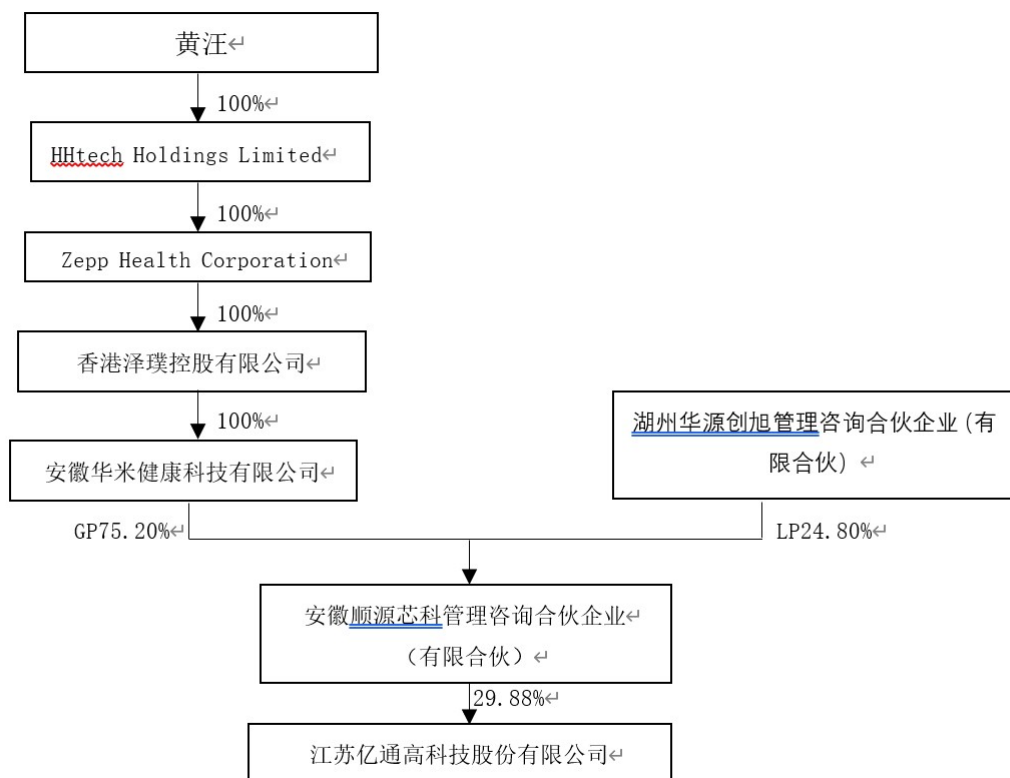 黄汪↵
100%↵
HHtech Holdings Limited↵
100%↵
Zepp Health Corporation↵
100%↵
香港泽璞控股有限公司↵
100%↵
安徽华米健康科技有限公司↵
湖州华源创旭管理咨询合伙企业(有
限合伙) ↵
GP75.20%↵
LP24.80%↵
安徽顺源芯科管理咨询合伙企业↵
（有限合伙）↵
29.88%↵
江苏亿通高科技股份有限公司↵